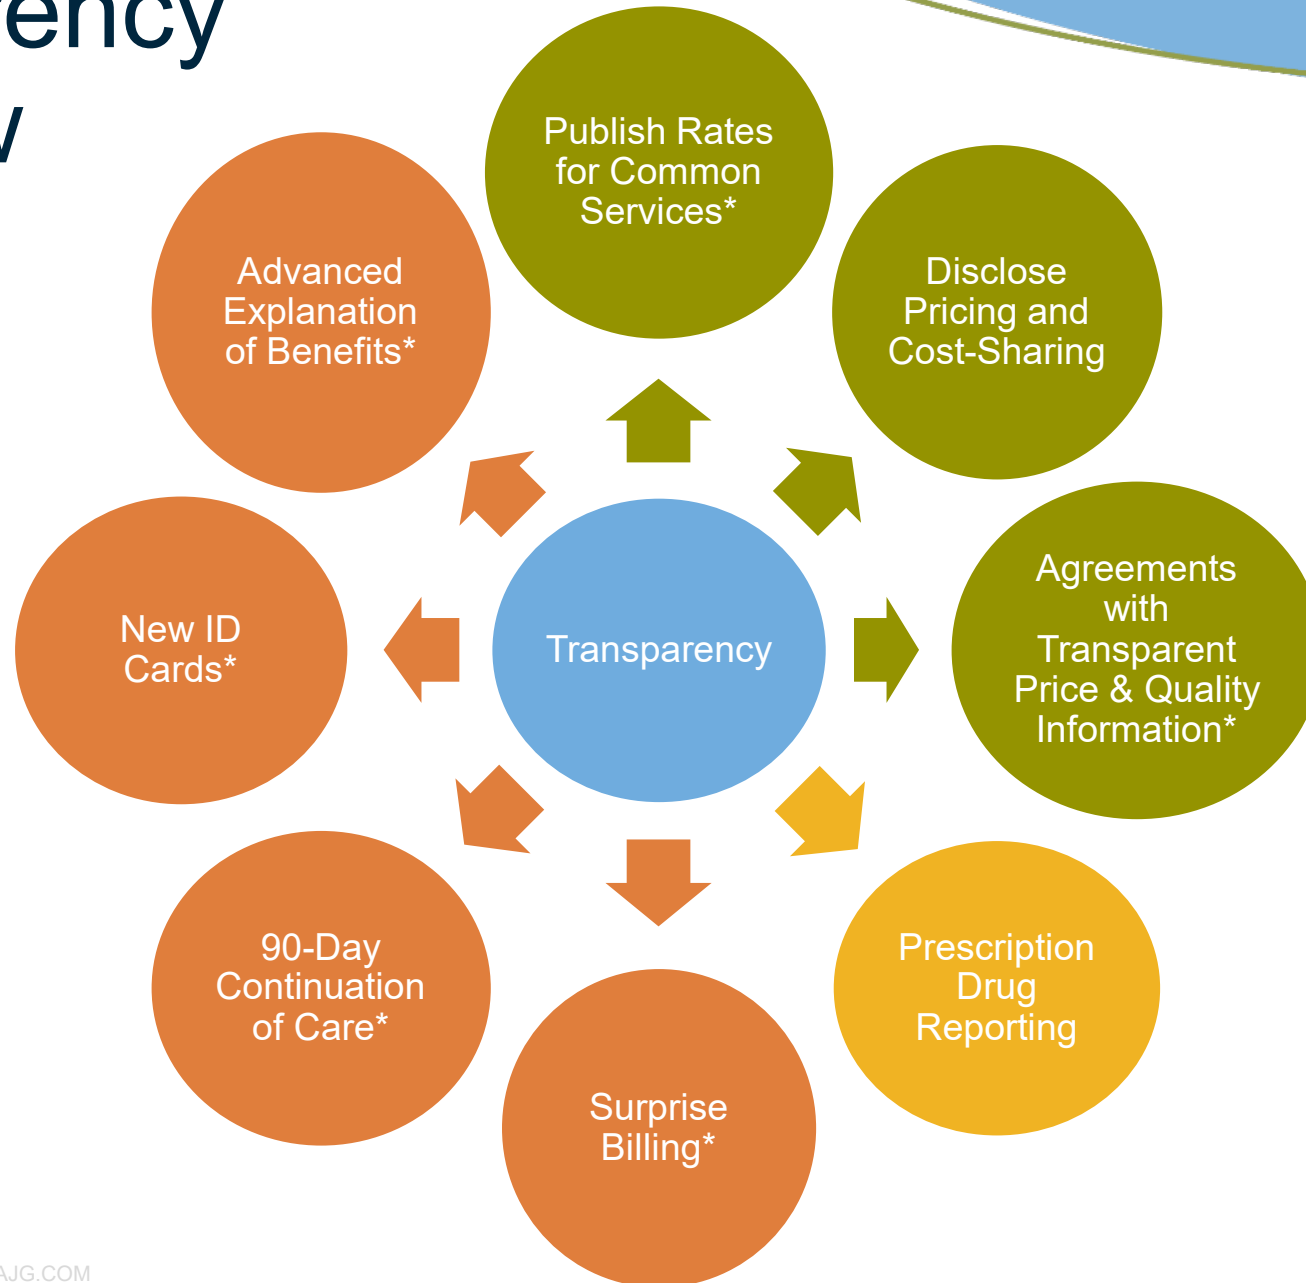 Publish Rates
for Common
Services*
Disclose
Pricing and
Cost-Sharing
Agreements
with
Transparent
Price & Quality
Information*
Prescription
Drug
Reporting
Surprise
Billing*
90-Day
Continuation
of Care*
New ID
Cards*
Advanced
Explanation
of Benefits*
Transparency
AJG.COM